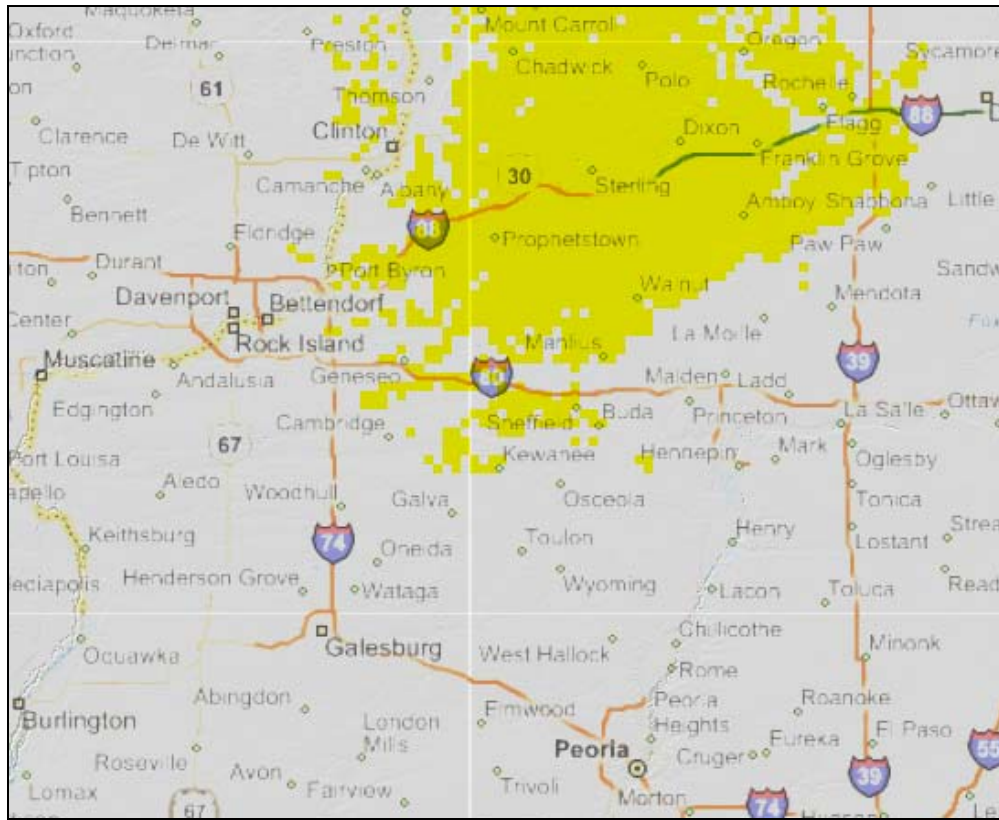 Maquoketa
Mount Carroll
Oxford
Junction
Delmar
Preston
Oregon
Sycamore
Chadwick
Polo
Rochelle
61
Thomson
88
Clarence
De Witt
Clinton
Dixon
Flagg
Franklin Grove
Tipton
Camanche
Albany
30
Sterling
Bennett
Amboy
Shabbona
Little
88
Eldridge
Prophetstown
Paw Paw
Durant
Port Byron
Sandw
Davenport
Bettendorf
Walnut
Mendota
Center
Rock Island
La Moille
Manlius
Muscatine
Andalusia
Geneseo
80
39
Malden
Ladd
Edgington
Cambridge
Sheffield
Buda
Princeton
La Salle
Ottaw
67
Port Louisa
Kewanee
Hennepin
Mark
Oglesby
apello
Aledo
Woodhull
Galva
Osceola
Tonica
Keithsburg
74
Oneida
Toulon
Henry
Lostant
Strea
eciapolis
Henderson Grove
Wataga
Wyoming
Lacon
Toluca
Read
Oquawka
Galesburg
West Hallock
Chillicothe
Minonk
Rome
Abingdon
Elmwood
Peoria
Heights
Roanoke
Burlington
London
Mills
Peoria
Cruger
Eureka
El Paso
55
Roseville
Avon
Fairview
Trivoli
39
Lomax
67
Morton
74